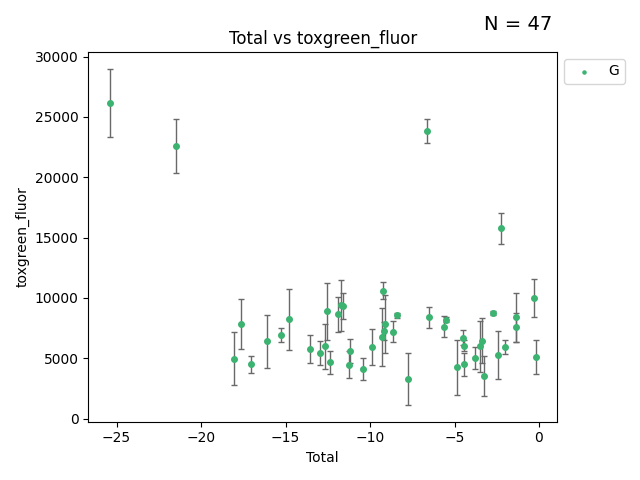 N = 47
Total vs toxgreen_fluor
G
toxgreen_fluor
30000
25000
20000
15000
10000
5000
0
−25 −20 −15 −10 −5 0
Total